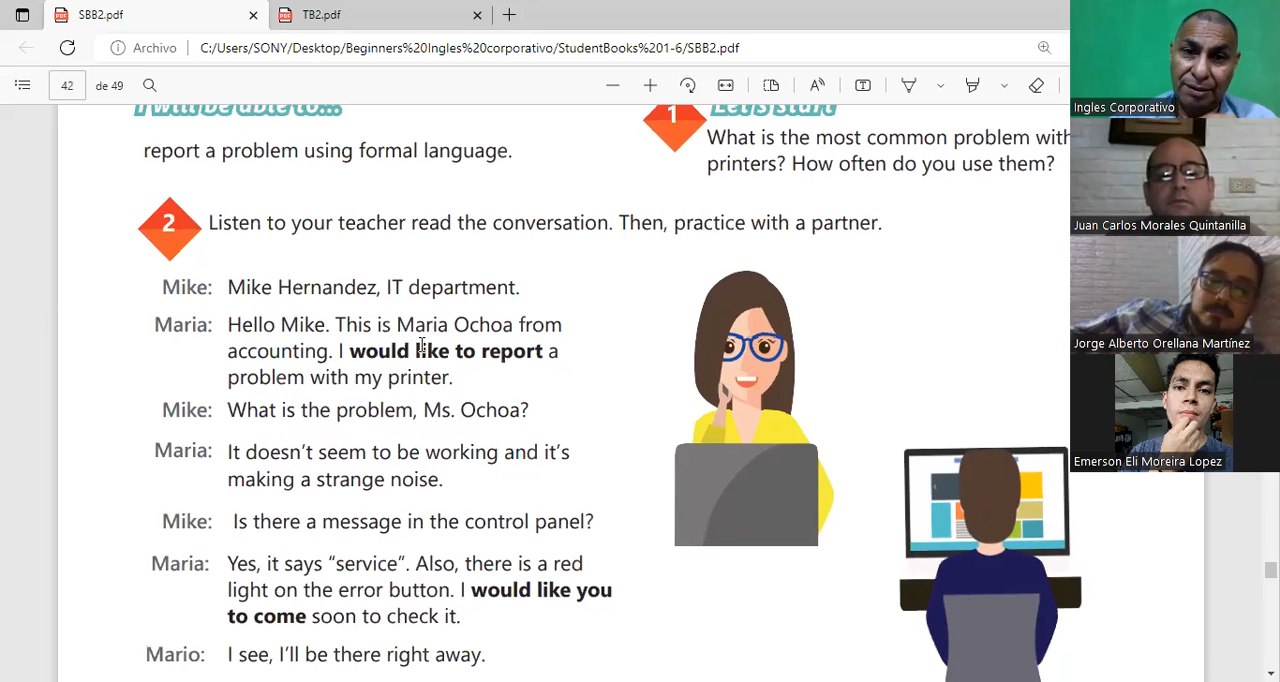 SBB2.pdf
TB2.pdf
Archivo
C:/Users/SONY/Desktop/Beginners%20Ingles%20corporativo/StudentBooks%201-6/SBB2.pdf
42
de 49
I will be able to...
report a problem using formal language.
1
Let's start
What is the most common problem with
printers? How often do you use them?
2
Listen to your teacher read the conversation. Then, practice with a partner.
Mike: Mike Hernandez, IT department.
Maria: Hello Mike. This is Maria Ochoa from
accounting. I would like to report a
problem with my printer.
Mike: What is the problem, Ms. Ochoa?
Maria: It doesn't seem to be working and it's
making a strange noise.
Mike: Is there a message in the control panel?
Maria: Yes, it says “service”. Also, there is a red
light on the error button. I would like you
to come soon to check it.
Mario: I see, I'll be there right away.
Ingles Corporativo
Juan Carlos Morales Quintanilla
Jorge Alberto Orellana Martínez
Emerson Eli Moreira Lopez